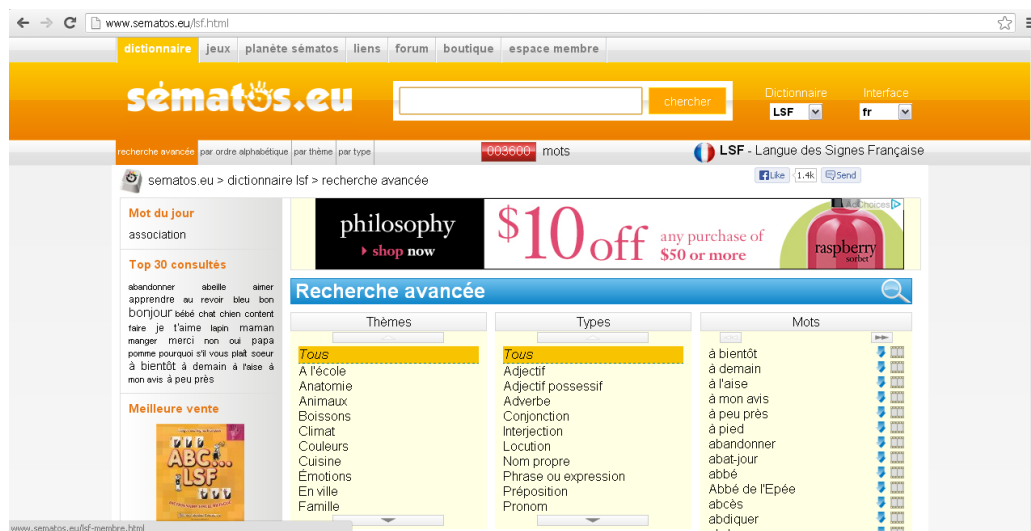 www.sematos.eu/lsf.html
dictionnaire jeux planète sématos liens forum boutique espace membre
sématos.eu
chercher
Dictionnaire Interface
LSF fr
recherche avancée par ordre alphabétique par thème par type
003600 mots
LSF - Langue des Signes Française
sematos.eu > dictionnaire lsf > recherche avancée
Like 1.4k Send
Mot du jour
association
Top 30 consultés
abandonner abeille aimer
apprendre au revoir bleu bon
bonjour bébé chat chien content
faire je t'aime lapin maman
manger merci non oui papa
pomme pourquoi s'il vous plaît soeur
à bientôt à demain à l'aise à
mon avis à peu près
Meilleure vente
ABC...
LSF
AdChoices
philosophy
shop now
$10 off
any purchase of
$50 or more
raspberry
sorbet
Recherche avancée
Thèmes
Tous
A l'école
Anatomie
Animaux
Boissons
Climat
Couleurs
Cuisine
Émotions
En ville
Famille
Types
Tous
Adjectif
Adjectif possessif
Adverbe
Conjonction
Interjection
Locution
Nom propre
Phrase ou expression
Préposition
Pronom
Mots
à bientôt
à demain
à l'aise
à mon avis
à peu près
à pied
abandonner
abat-jour
abbé
Abbé de l'Epée
abcès
abdiquer
www.sematos.eu/lsf-membre.html